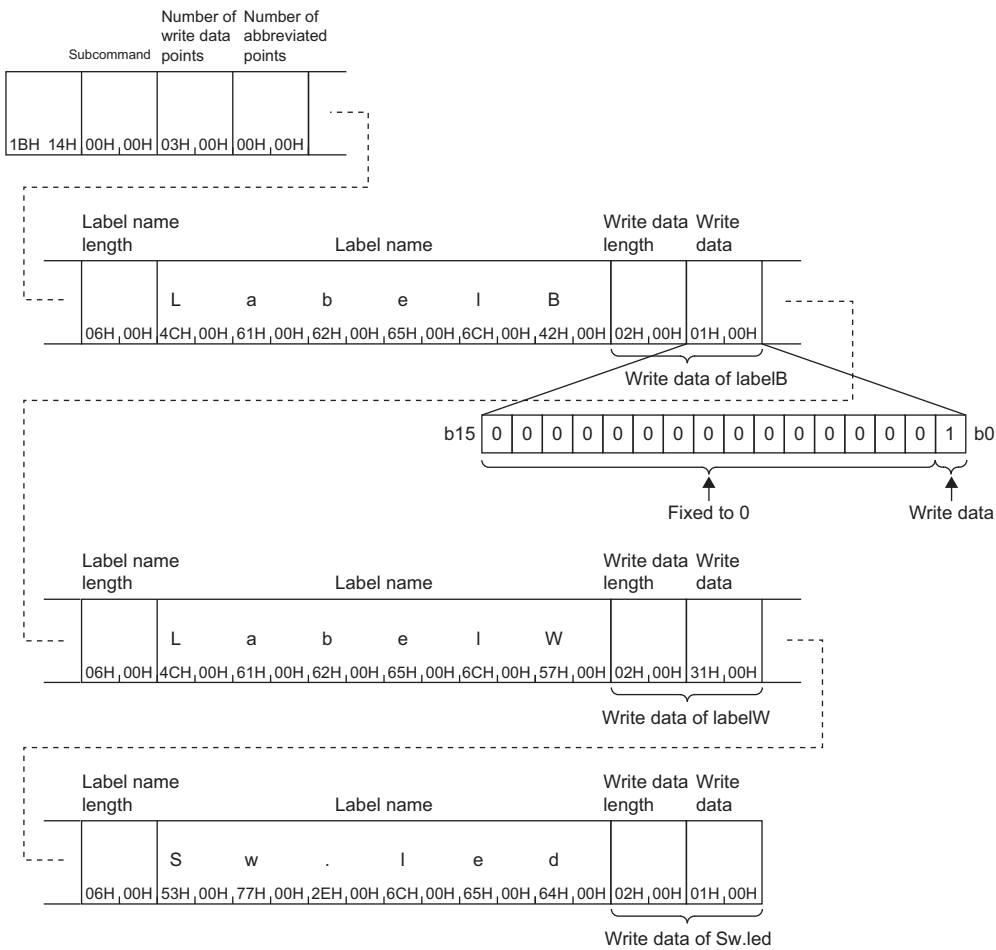 Number of Number of
write data abbreviated
Subcommand points points
1BH 14H 00H 00H 03H 00H 00H 00H
Label name Write data Write
length Label name length data
L a b e l B
06H 00H 4CH 00H 61H 00H 62H 00H 65H 00H 6CH 00H 42H 00H 02H 00H 01H 00H
Write data of labelB
b15 0 0 0 0 0 0 0 0 0 0 0 0 0 0 0 1 b0
Fixed to 0 Write data
Label name Write data Write
length Label name length data
L a b e l W
06H 00H 4CH 00H 61H 00H 62H 00H 65H 00H 6CH 00H 57H 00H 02H 00H 31H 00H
Write data of labelW
Label name Write data Write
length Label name length data
S w . l e d
06H 00H 53H 00H 77H 00H 2EH 00H 6CH 00H 65H 00H 64H 00H 02H 00H 01H 00H
Write data of Sw.led